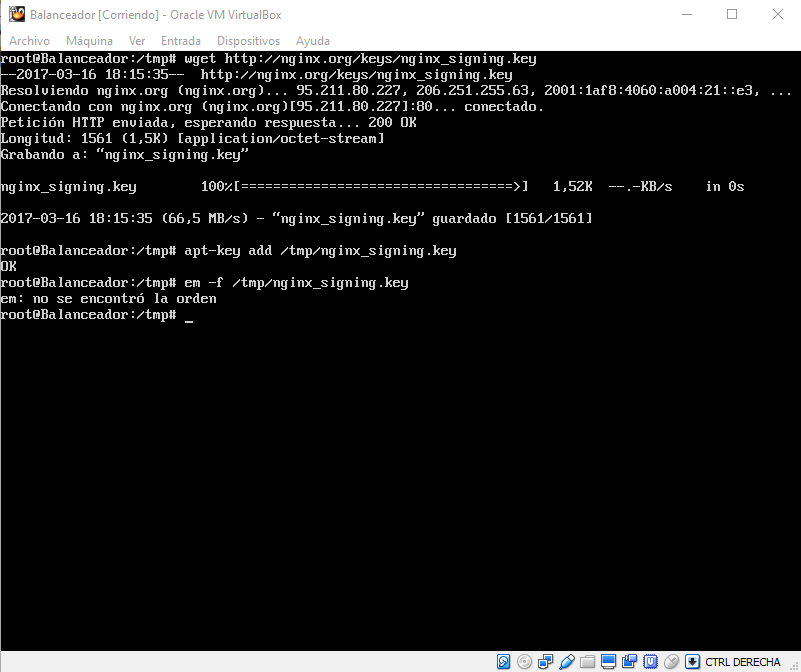 Balanceador [Corriendo] - Oracle VM VirtualBox
Archivo Máquina Ver Entrada Dispositivos Ayuda
root@Balanceador:/tmp# wget http://nginx.org/keys/nginx_signing.key
--2017-03-16 18:15:35-- http://nginx.org/keys/nginx_signing.key
Resolviendo nginx.org (nginx.org)... 95.211.80.227, 206.251.255.63, 2001:1af8:4060:a004:21::e3, ...
Conectando con nginx.org (nginx.org)[95.211.80.227]:80... conectado.
Petición HTTP enviada, esperando respuesta... 200 OK
Longitud: 1561 (1,5K) [application/octet-stream]
Grabando a: “nginx_signing.key”
nginx_signing.key 100%[===================================>] 1,52K --.-KB/s in 0s
2017-03-16 18:15:35 (66,5 MB/s) - “nginx_signing.key” guardado [1561/1561]
root@Balanceador:/tmp# apt-key add /tmp/nginx_signing.key
OK
root@Balanceador:/tmp# em -f /tmp/nginx_signing.key
em: no se encontró la orden
root@Balanceador:/tmp# _
CTRL DERECHA